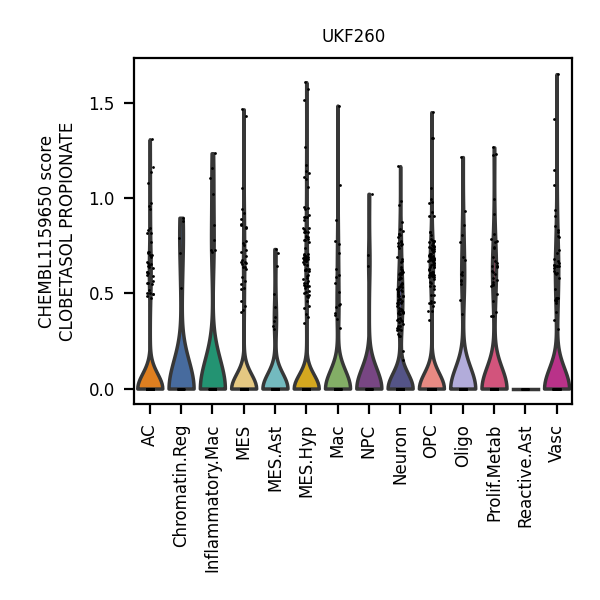 UKF260
CHEMBL1159650 score
CLOBETASOL PROPIONATE
1.5
1.0
0.5
0.0
AC
Chromatin.Reg
Inflammatory.Mac
MES
MES.Ast
MES.Hyp
Mac
NPC
Neuron
OPC
Oligo
Prolif.Metab
Reactive.Ast
Vasc